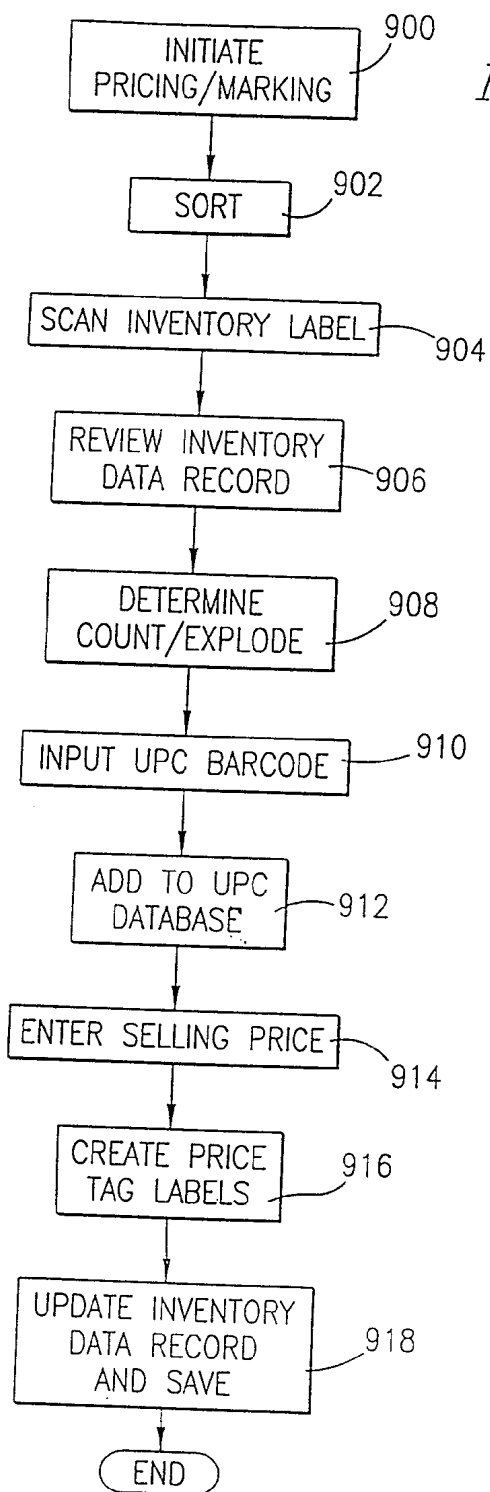 INITIATE
PRICING/MARKING
900
SORT
902
SCAN INVENTORY LABEL
904
REVIEW INVENTORY
DATA RECORD
906
DETERMINE
COUNT/EXPLODE
908
INPUT UPC BARCODE
910
ADD TO UPC
DATABASE
912
ENTER SELLING PRICE
914
CREATE PRICE
TAG LABELS
916
UPDATE INVENTORY
DATA RECORD
AND SAVE
918
END